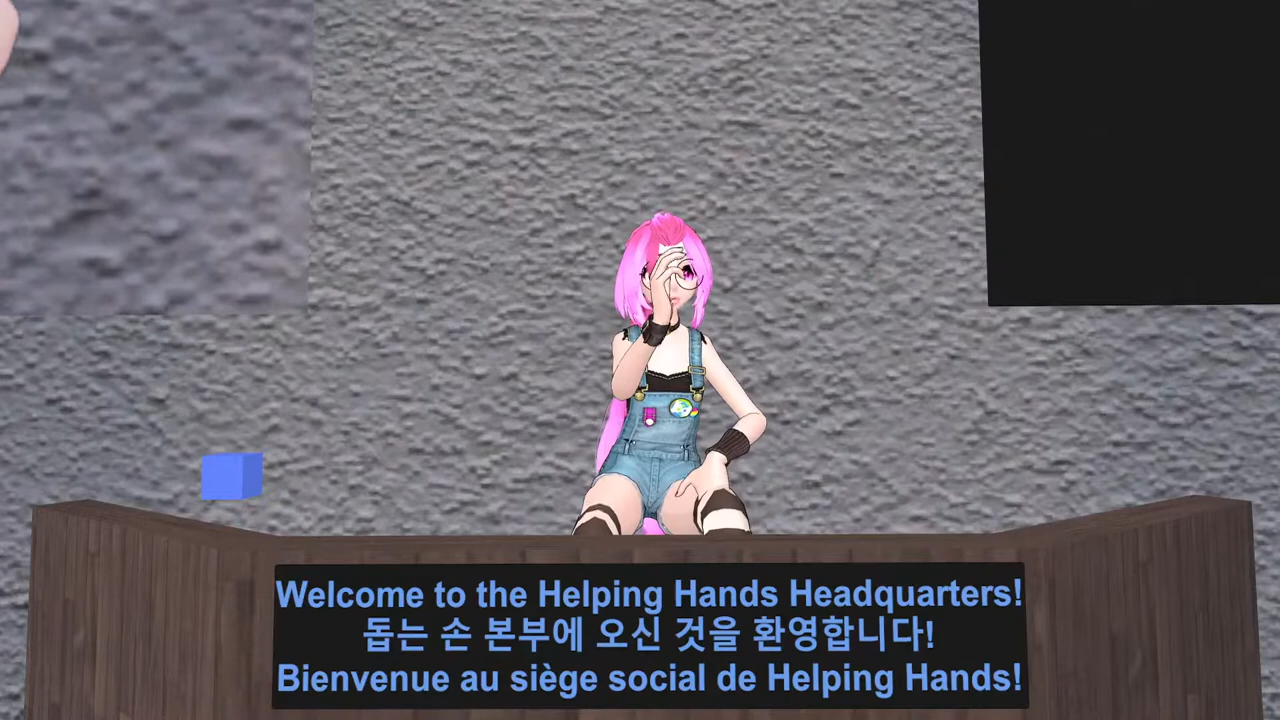 Welcome to the Helping Hands Headquarters!
돕는 손 본부에 오신 것을 환영합니다!
Bienvenue au siège social de Helping Hands!